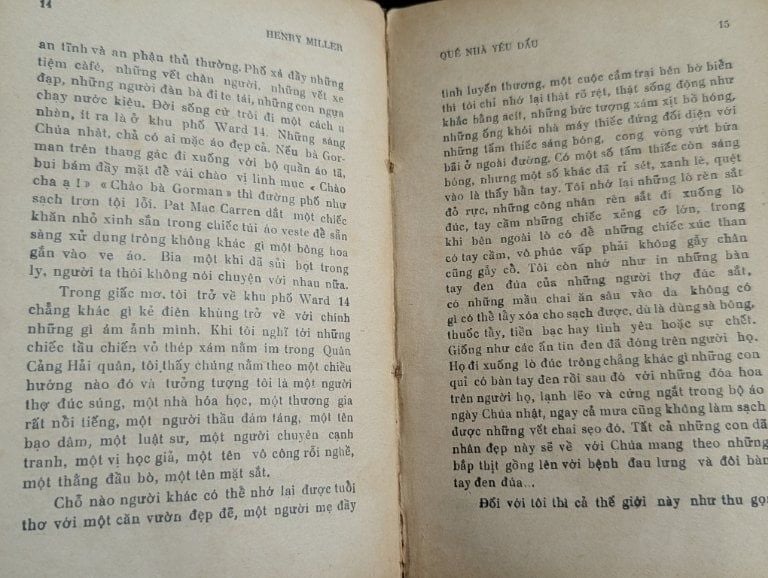 14
HENRY MILLER
an tĩnh và an phận thủ thường. Phố xá đầy những
tiệm càfé, những vết chân người, những vết xe
đạp, những người đàn bà đi te tái, những con ngựa
chạy nước kiệu. Đời sống cứ trôi đi một cách u
nhàn, ít ra là ở khu phố Ward 14. Những sáng
Chúa nhật, chả có ai mặc áo đẹp cả. Nếu bà Gor-
man trên thang gác đi xuống với bộ quần áo tã,
bụi bám đầy mặt để vái chào vị linh mục « Chào
cha ạ ! » « Chào bà Gorman » thì đường phố như
sạch trơn tội lỗi. Pat Mac Carren dắt một chiếc
khăn nhỏ xinh sắn trong chiếc túi áo veste để sẵn
sàng xử dụng trông không khác gì một bông hoa
gắn vào ve áo. Bia một khi đã sủi bọt trong
ly, người ta thôi không nói chuyện với nhau nữa.
Trong giấc mơ, tôi trở về khu phố Ward 14
chẳng khác gì kẻ điên khùng trở về với chính
những gì ám ảnh mình. Khi tôi nghĩ tới những
chiếc tầu chiến vỏ thép xám nằm im trong Quân
Cảng Hải quân, tôi thấy chúng nằm theo một chiều
hướng nào đó và tưởng tượng tôi là một người
thợ đúc súng, một nhà hóa học, một thương gia
rất nổi tiếng, một người thầu đám táng, một tên
bạo dâm, một luật sư, một người chuyên cạnh
tranh, một vị học giả, một tên vô công rồi nghề,
một thằng đầu bò, một tên mặt sắt.
Chỗ nào người khác có thể nhớ lại được tuổi
thơ với một căn vườn đẹp đẽ, một người mẹ đầy
15
QUÊ NHÀ YÊU DẤU
tình luyến thương, một cuộc cắm trại bên bờ biển
thì tôi chỉ nhớ lại thật rõ rệt, thật sống động như
khắc bằng acít, những bức tượng xám xịt bồ hóng,
những ống khói nhà máy thiếc đứng đối diện với
những tấm thiếc sáng bóng, cong vòng vứt bừa
bãi ở ngoài đường. Có một số tấm thiếc còn sáng
bóng, nhưng một số khác đã rỉ sét, xanh lè, quệt
vào là thấy bẩn tay. Tôi nhớ lại những lò rèn sắt
đỏ rực, những công nhân rèn sắt đi xuống lò
đúc, tay cầm những chiếc xẻng cỡ lớn, trong
khi bên ngoài lò có để những chiếc xúc than
có tay cầm, vô phúc vấp phải không gẫy chân
cũng gẫy cổ. Tôi còn nhớ như in những bàn
tay đen đủa của những người thợ đúc sắt,
có những mầu chai ăn sâu vào da không có
gì có thể tẩy xóa cho sạch được, dù là dùng sà bông,
thuốc tẩy, tiền bạc hay tình yêu hoặc sự chết.
Giống như các ấn tín đen đã đóng trên người họ.
Họ đi xuống lò đúc trông chẳng khác gì những con
quỉ có bàn tay đen rồi sau đó với những đóa hoa
trên người họ, lạnh lẽo và cứng ngắt trong bộ áo
ngày Chúa nhật, ngay cả mưa cũng không làm sạch
được những vết chai sẹo đó. Tất cả những con dã
nhân đẹp này sẽ về với Chúa mang theo những
bắp thịt gồng lên với bệnh đau lưng và đôi bàn
tay đen đủa...
Đối với tôi thì cả thế giới này như thu gọn